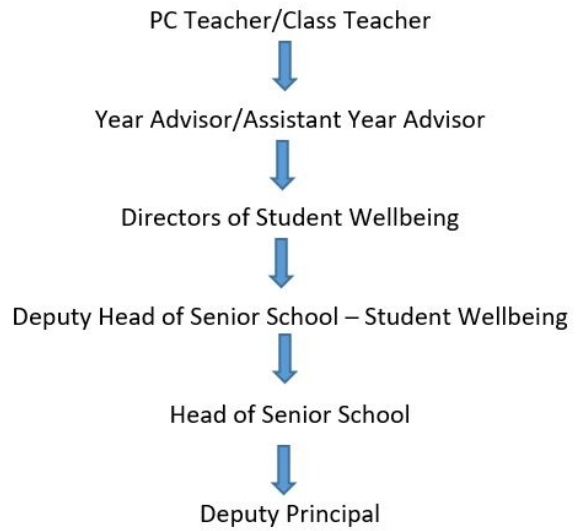 PC Teacher/Class Teacher
Year Advisor/Assistant Year Advisor
Directors of Student Wellbeing
Deputy Head of Senior School – Student Wellbeing
Head of Senior School
Deputy Principal